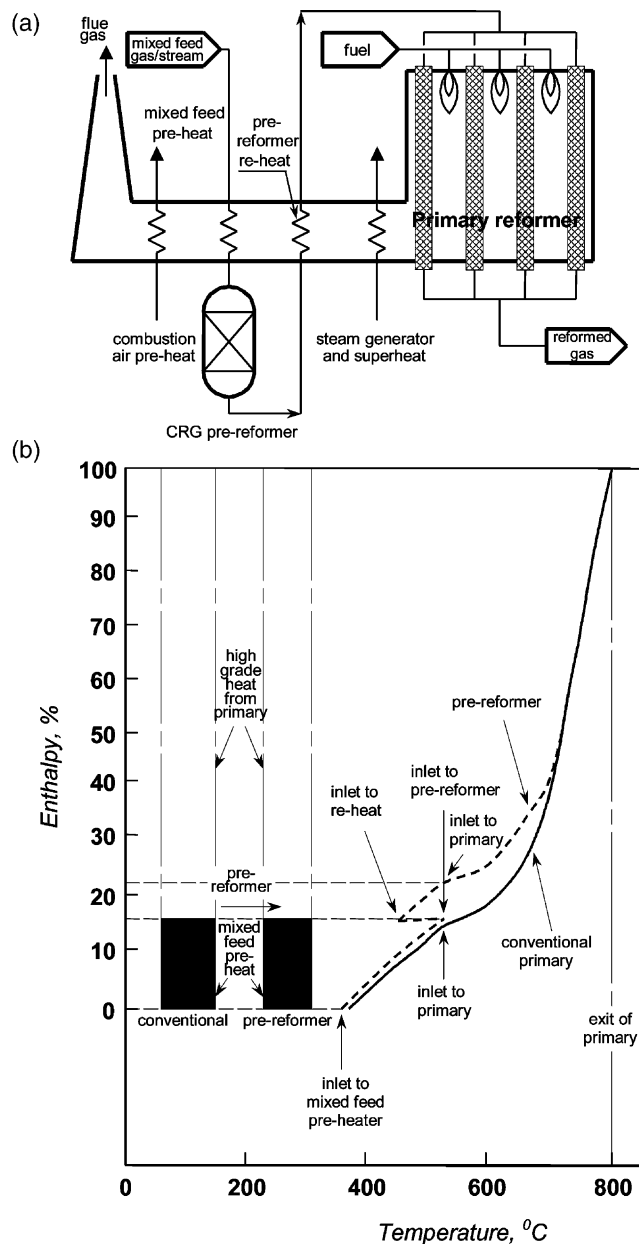 (a)
flue
gas
mixed feed
gas/stream
fuel
mixed feed
pre-heat
pre-
reformer
re-heat
Primary reformer
combustion
air pre-heat
steam generator
and superheat
reformed
gas
CRG pre-reformer
(b)
100
90
80
70
60
50
40
30
20
10
0
Enthalpy, %
high
grade
heat
from
primary
pre-reformer
inlet to
re-heat
inlet to
pre-reformer
inlet to
primary
pre-
reformer
mixed
feed
pre-
heat
conventional
primary
inlet to
primary
conventional
pre-reformer
exit of
primary
inlet to
mixed feed
pre-heater
0
200
400
600
800
Temperature, ⁰C